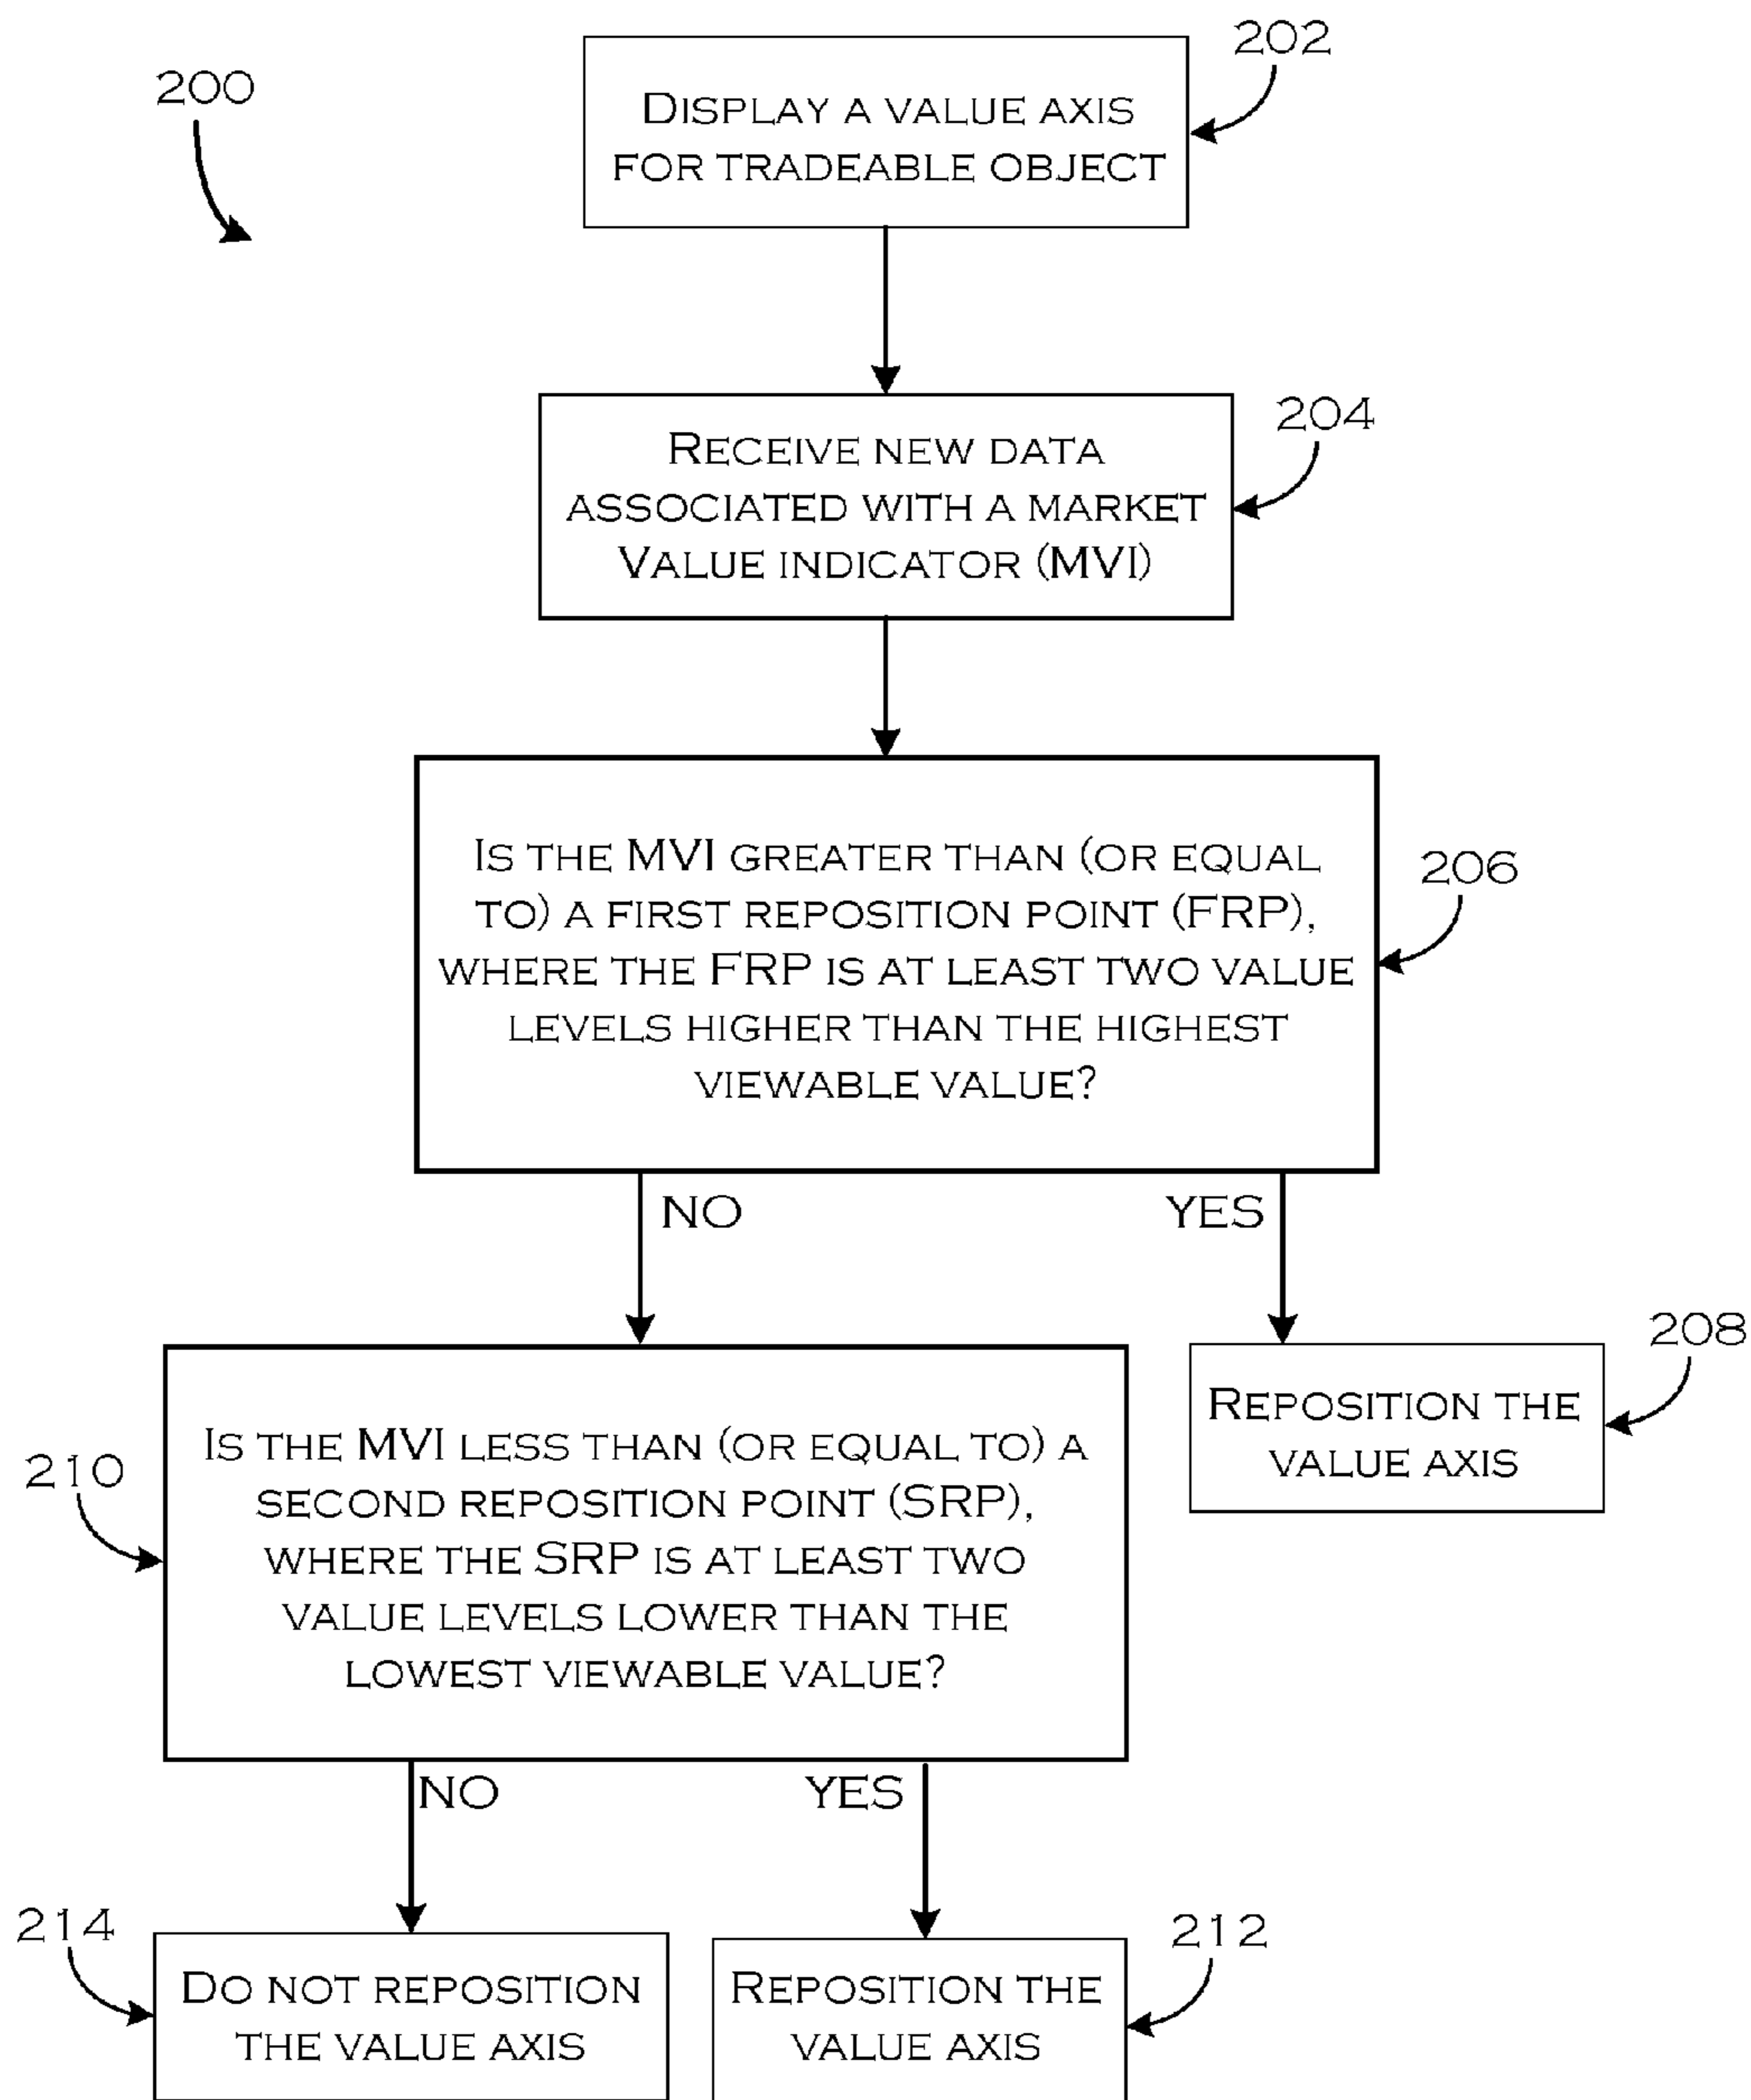 200
202
DISPLAY A VALUE AXIS
FOR TRADEABLE OBJECT
204
RECEIVE NEW DATA
ASSOCIATED WITH A MARKET
VALUE INDICATOR (MVI)
206
IS THE MVI GREATER THAN (OR EQUAL
TO) A FIRST REPOSITION POINT (FRP),
WHERE THE FRP IS AT LEAST TWO VALUE
LEVELS HIGHER THAN THE HIGHEST
VIEWABLE VALUE?
NO
YES
208
REPOSITION THE
VALUE AXIS
210
IS THE MVI LESS THAN (OR EQUAL TO) A
SECOND REPOSITION POINT (SRP),
WHERE THE SRP IS AT LEAST TWO
VALUE LEVELS LOWER THAN THE
LOWEST VIEWABLE VALUE?
NO
YES
214
DO NOT REPOSITION
THE VALUE AXIS
212
REPOSITION THE
VALUE AXIS